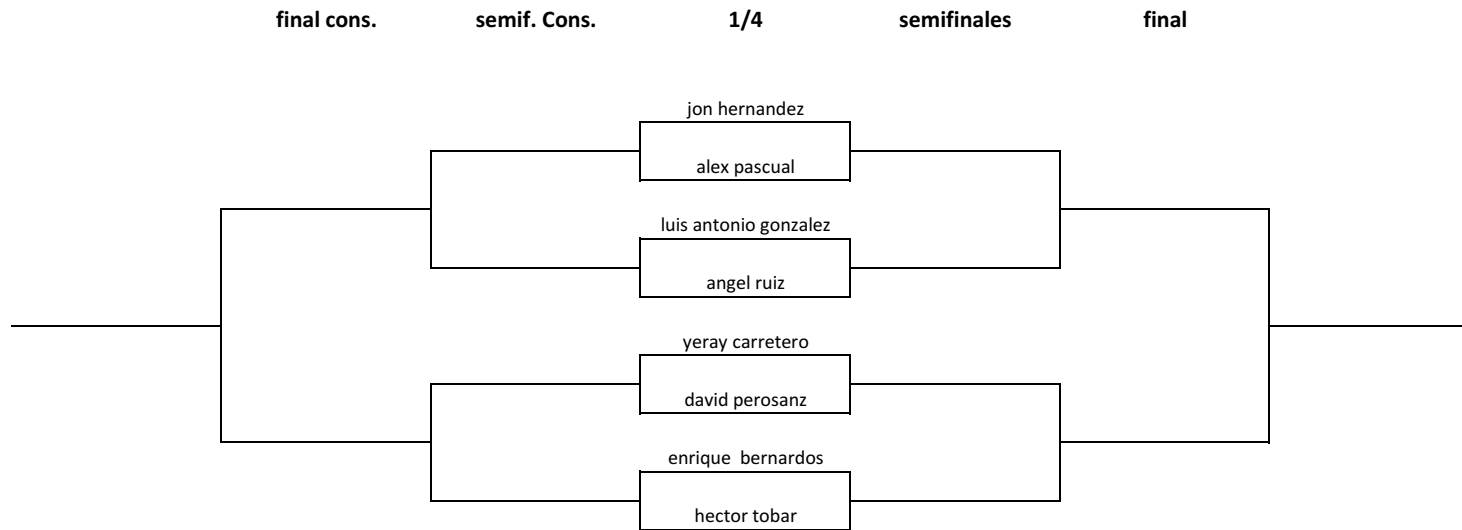 final cons. semif. Cons. 1/4 semifinales final
jon hernandez
alex pascual
luis antonio gonzalez
angel ruiz
yeray carretero
david perosanz
enrique  bernardos
hector tobar